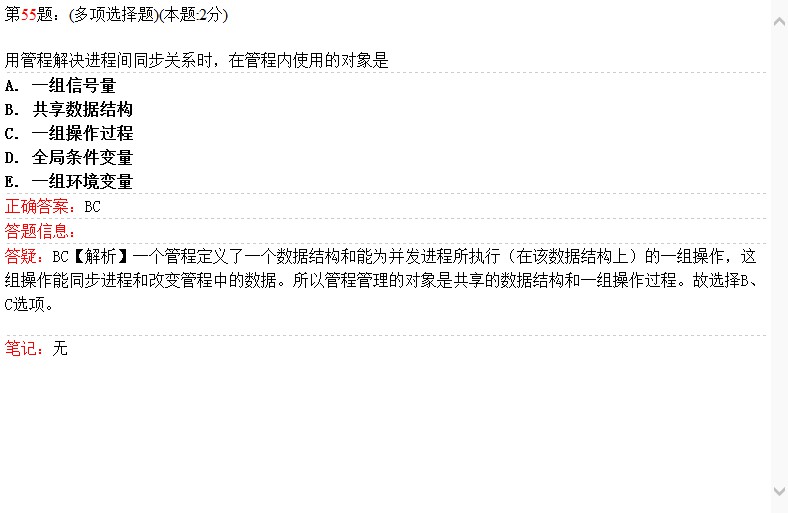 第55题：(多项选择题)(本题:2分)
用管程解决进程间同步关系时，在管程内使用的对象是
A. 一组信号量
B. 共享数据结构
C. 一组操作过程
D. 全局条件变量
E. 一组环境变量
正确答案：BC
答题信息：
答疑：BC【解析】一个管程定义了一个数据结构和能为并发进程所执行（在该数据结构上）的一组操作，这
组操作能同步进程和改变管程中的数据。所以管程管理的对象是共享的数据结构和一组操作过程。故选择B、
C选项。
笔记：无